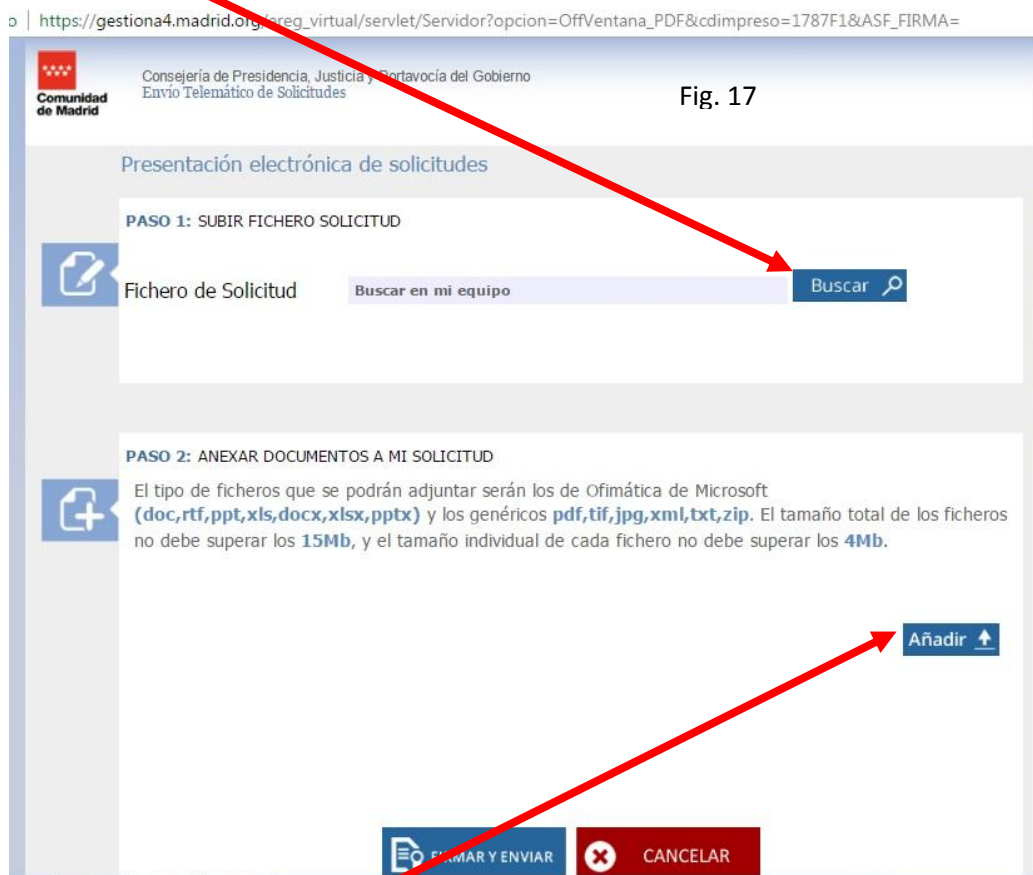 o | https://gestiona4.madrid.org/ereg_virtual/servlet/Servidor?opcion=OffVentana_PDF&cdimpreso=1787F1&ASF_FIRMA=
Comunidad
de Madrid
Consejería de Presidencia, Justicia y Portavocía del Gobierno
Envío Telemático de Solicitudes
Fig. 17
Presentación electrónica de solicitudes
PASO 1: SUBIR FICHERO SOLICITUD
Fichero de Solicitud
Buscar en mi equipo
Buscar
PASO 2: ANEXAR DOCUMENTOS A MI SOLICITUD
El tipo de ficheros que se podrán adjuntar serán los de Ofimática de Microsoft
(doc,rtf,ppt,xls,docx,xlsx,pptx) y los genéricos pdf,tif,jpg,xml,txt,zip. El tamaño total de los ficheros
no debe superar los 15Mb, y el tamaño individual de cada fichero no debe superar los 4Mb.
Añadir
FIRMAR Y ENVIAR
CANCELAR